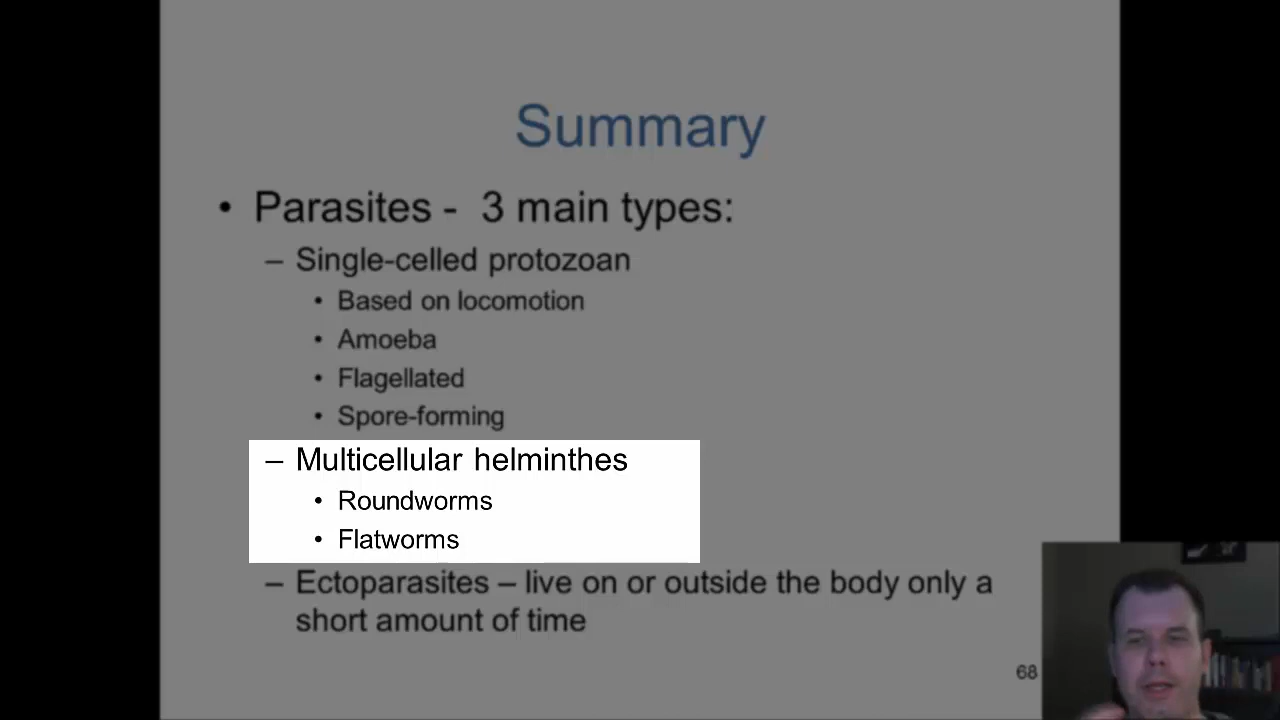 Summary
• Parasites - 3 main types:
– Single-celled protozoan
• Based on locomotion
• Amoeba
• Flagellated
• Spore-forming
– Multicellular helminthes
• Roundworms
• Flatworms
– Ectoparasites – live on or outside the body only a
short amount of time
68